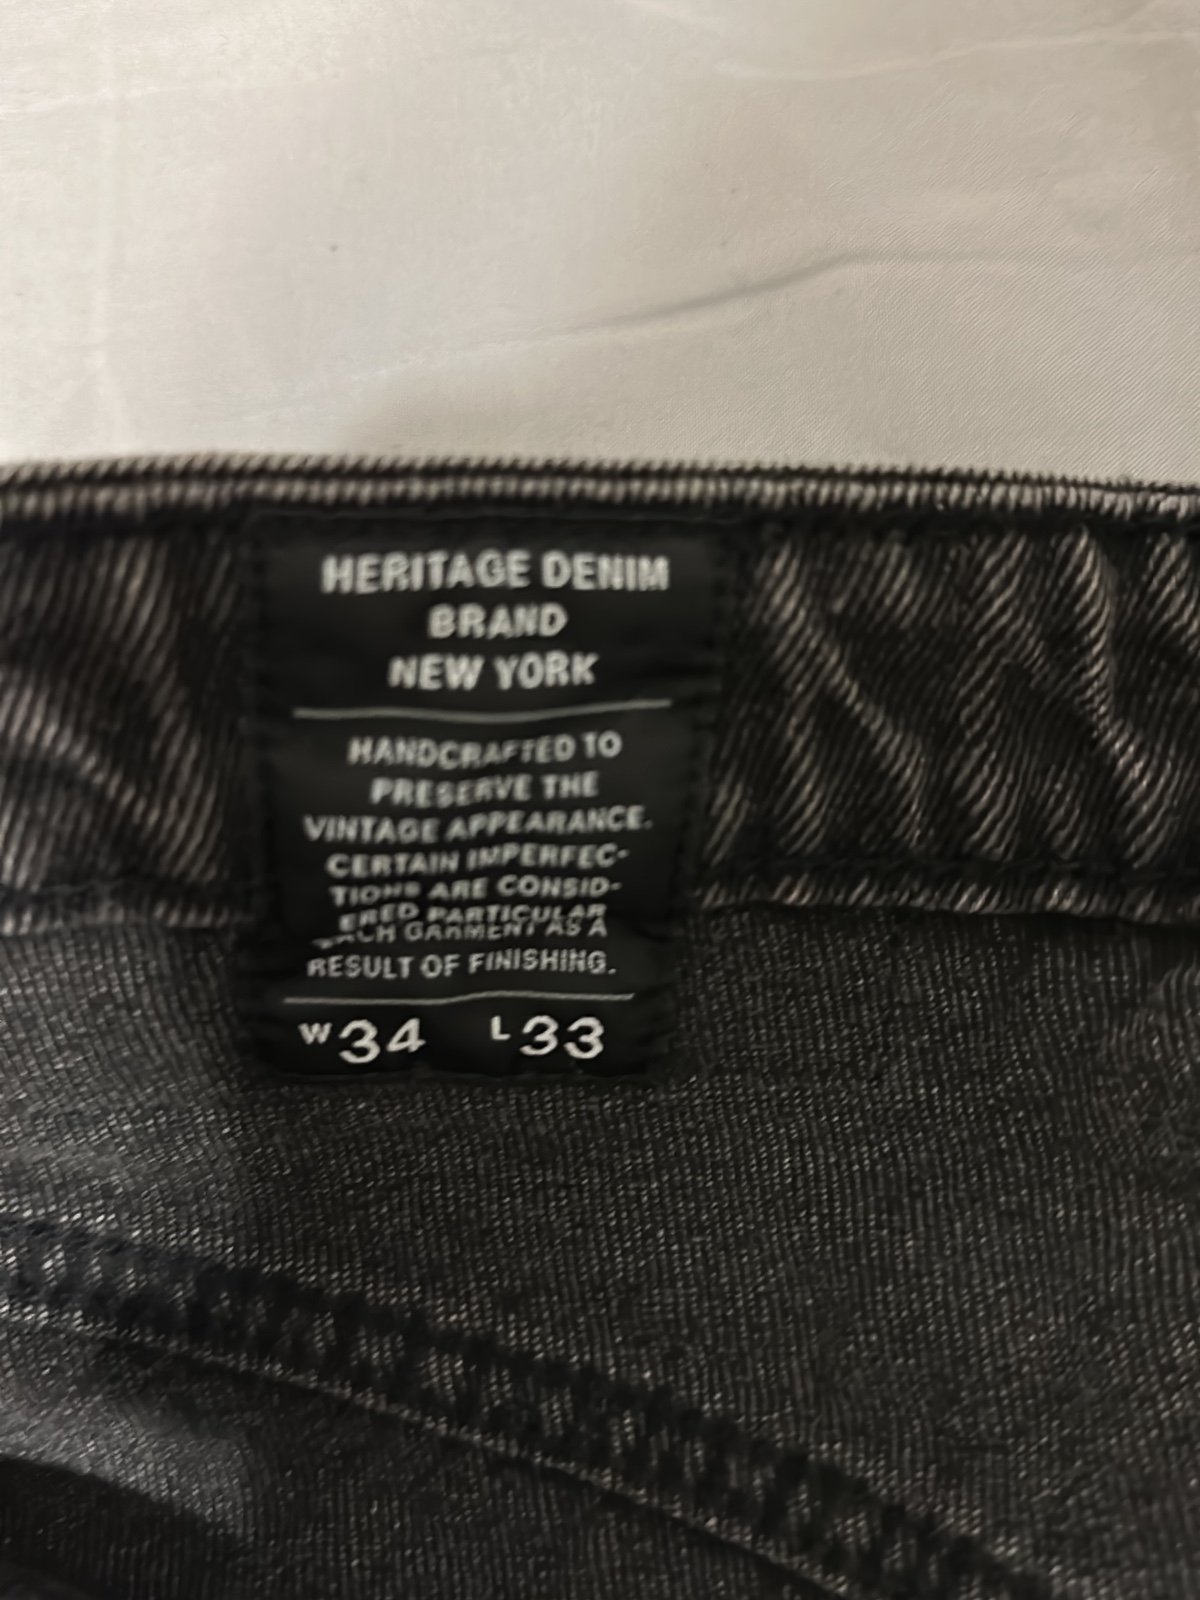 HERITAGE DENIM
BRAND
NEW YORK
HANDCRAFTED TO
PRESERVE THE
VINTAGE APPEARANCE.
CERTAIN IMPERFEC-
TIONS ARE CONSID-
ERED PARTICULAR
GARMENT AS A
RESULT OF FINISHING.
W34 L33